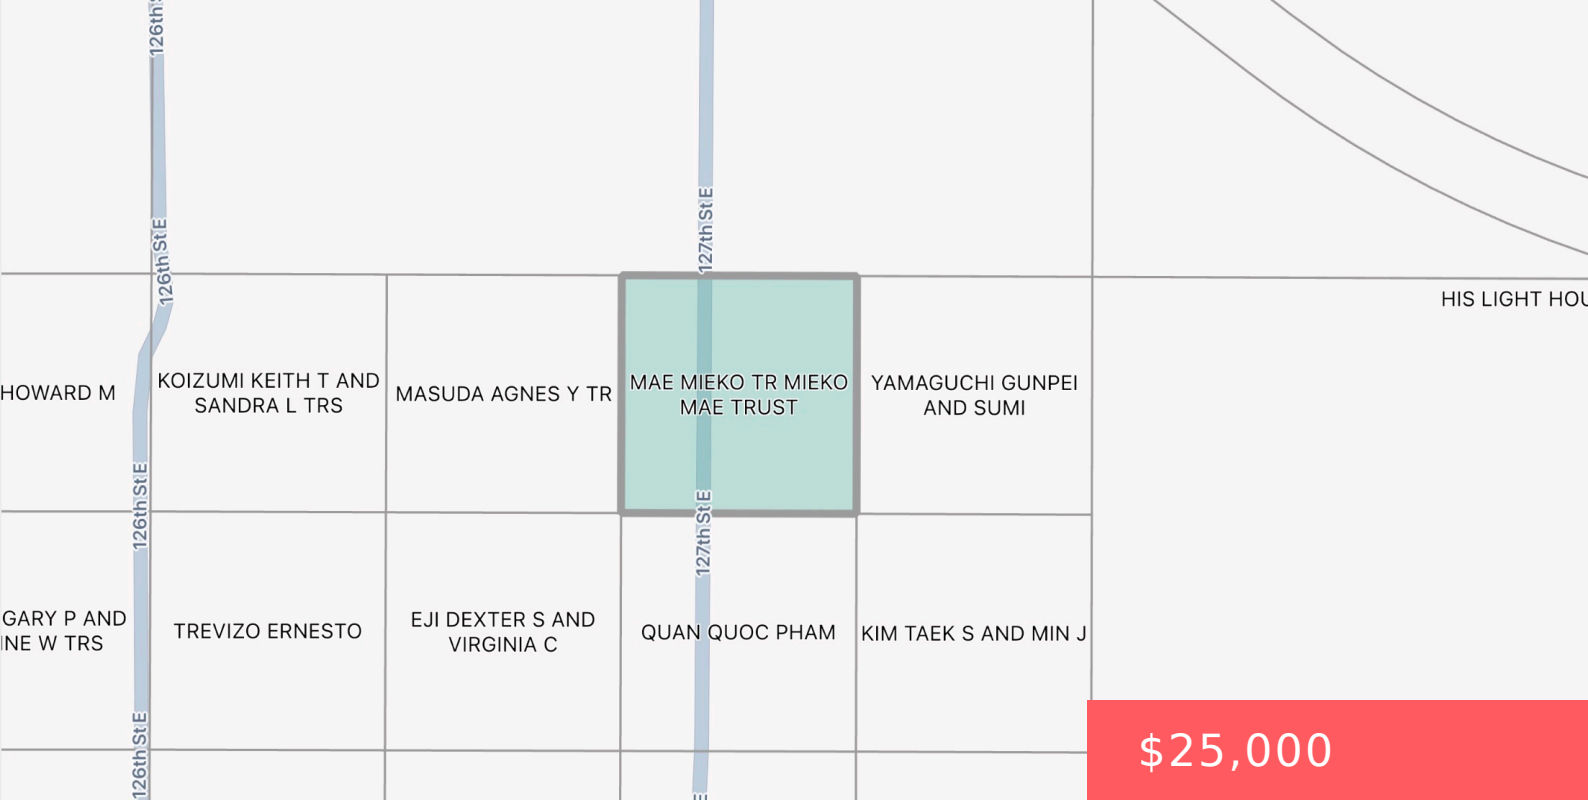 126th St E
127th St E
126th St E
HIS LIGHT HOU
HOWARD M
KOIZUMI KEITH T AND
SANDRA L TRS
MASUDA AGNES Y TR
MAE MIEKO TR MIEKO
MAE TRUST
YAMAGUCHI GUNPEI
AND SUMI
126th St E
127th St E
GARY P AND
INE W TRS
TREVIZO ERNESTO
EJI DEXTER S AND
VIRGINIA C
QUAN QUOC PHAM
KIM TAEK S AND MIN J
126th St E
E
$25,000